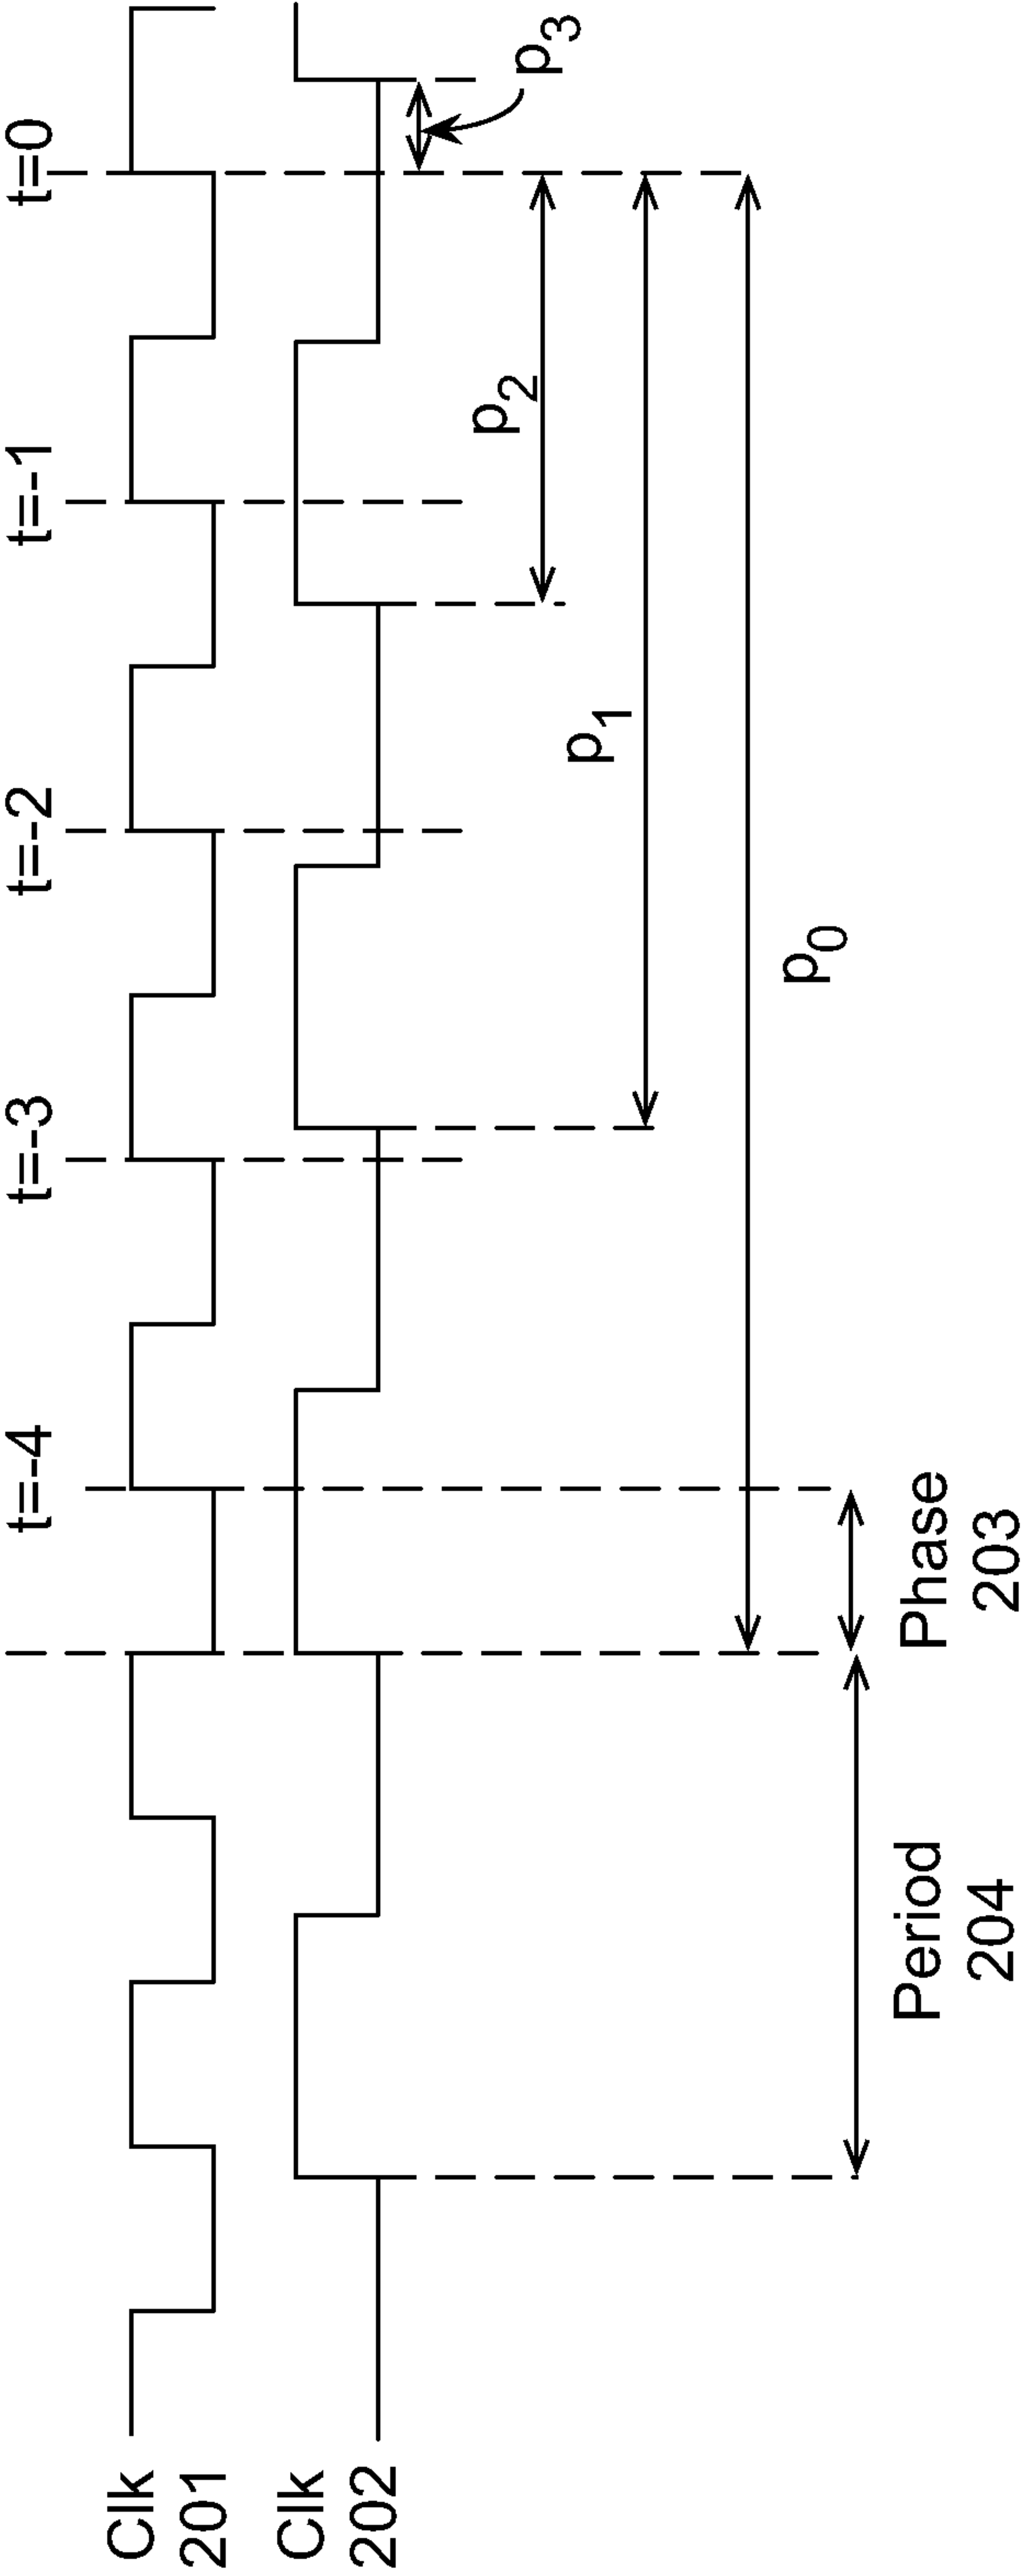 t=-4
t=-3
t=-2
t=-1
t=0
Clk
201
Clk
202
p3
p2
p1
p0
Phase
203
Period
204